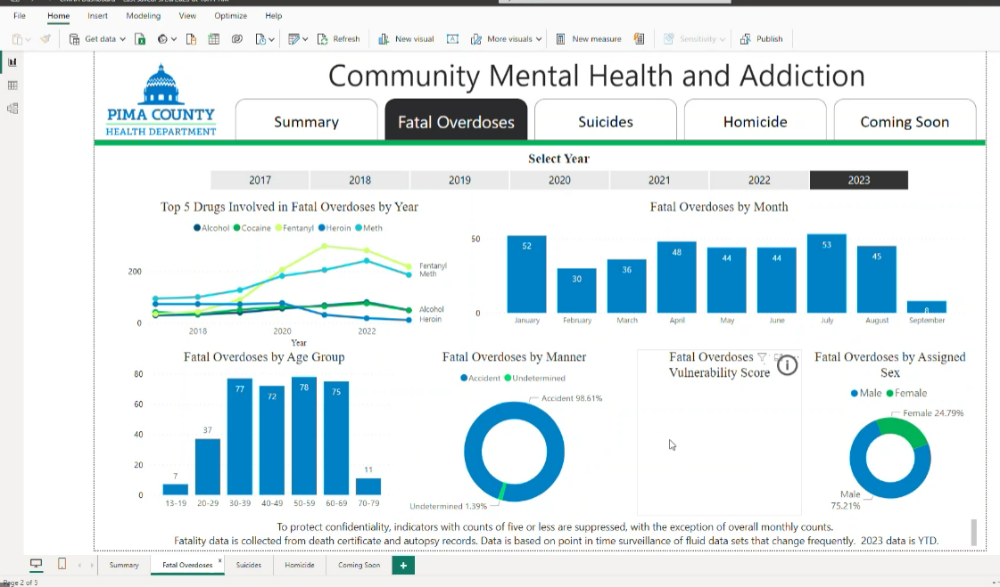 File Home Insert Modeling View Optimize Help
Get data Refresh New visual More visuals New measure Sensitivity Publish
PIMA COUNTY
HEALTH DEPARTMENT
Community Mental Health and Addiction
Summary Fatal Overdoses Suicides Homicide Coming Soon
Select Year
2017 2018 2019 2020 2021 2022 2023
Top 5 Drugs Involved in Fatal Overdoses by Year
Alcohol Cocaine Fentanyl Heroin Meth
200
0
Fentanyl
Meth
Alcohol
Heroin
2018 2020 2022
Year
Fatal Overdoses by Month
50
0
52 30 36 48 44 44 53 45 8
January February March April May June July August September
Fatal Overdoses by Age Group
80
60
40
20
0
7 37 77 72 78 75 11
13-19 20-29 30-39 40-49 50-59 60-69 70-79
Fatal Overdoses by Manner
Accident Undetermined
Accident 98.61%
Undetermined 1.39%
Fatal Overdoses
Vulnerability Score
i
Fatal Overdoses by Assigned
Sex
Male Female
Female 24.79%
Male
75.21%
To protect confidentiality, indicators with counts of five or less are suppressed, with the exception of overall monthly counts.
Fatality data is collected from death certificate and autopsy records. Data is based on point in time surveillance of fluid data sets that change frequently. 2023 data is YTD.
Summary Fatal Overdoses x Suicides Homicide Coming Soon +
Page 2 of 5